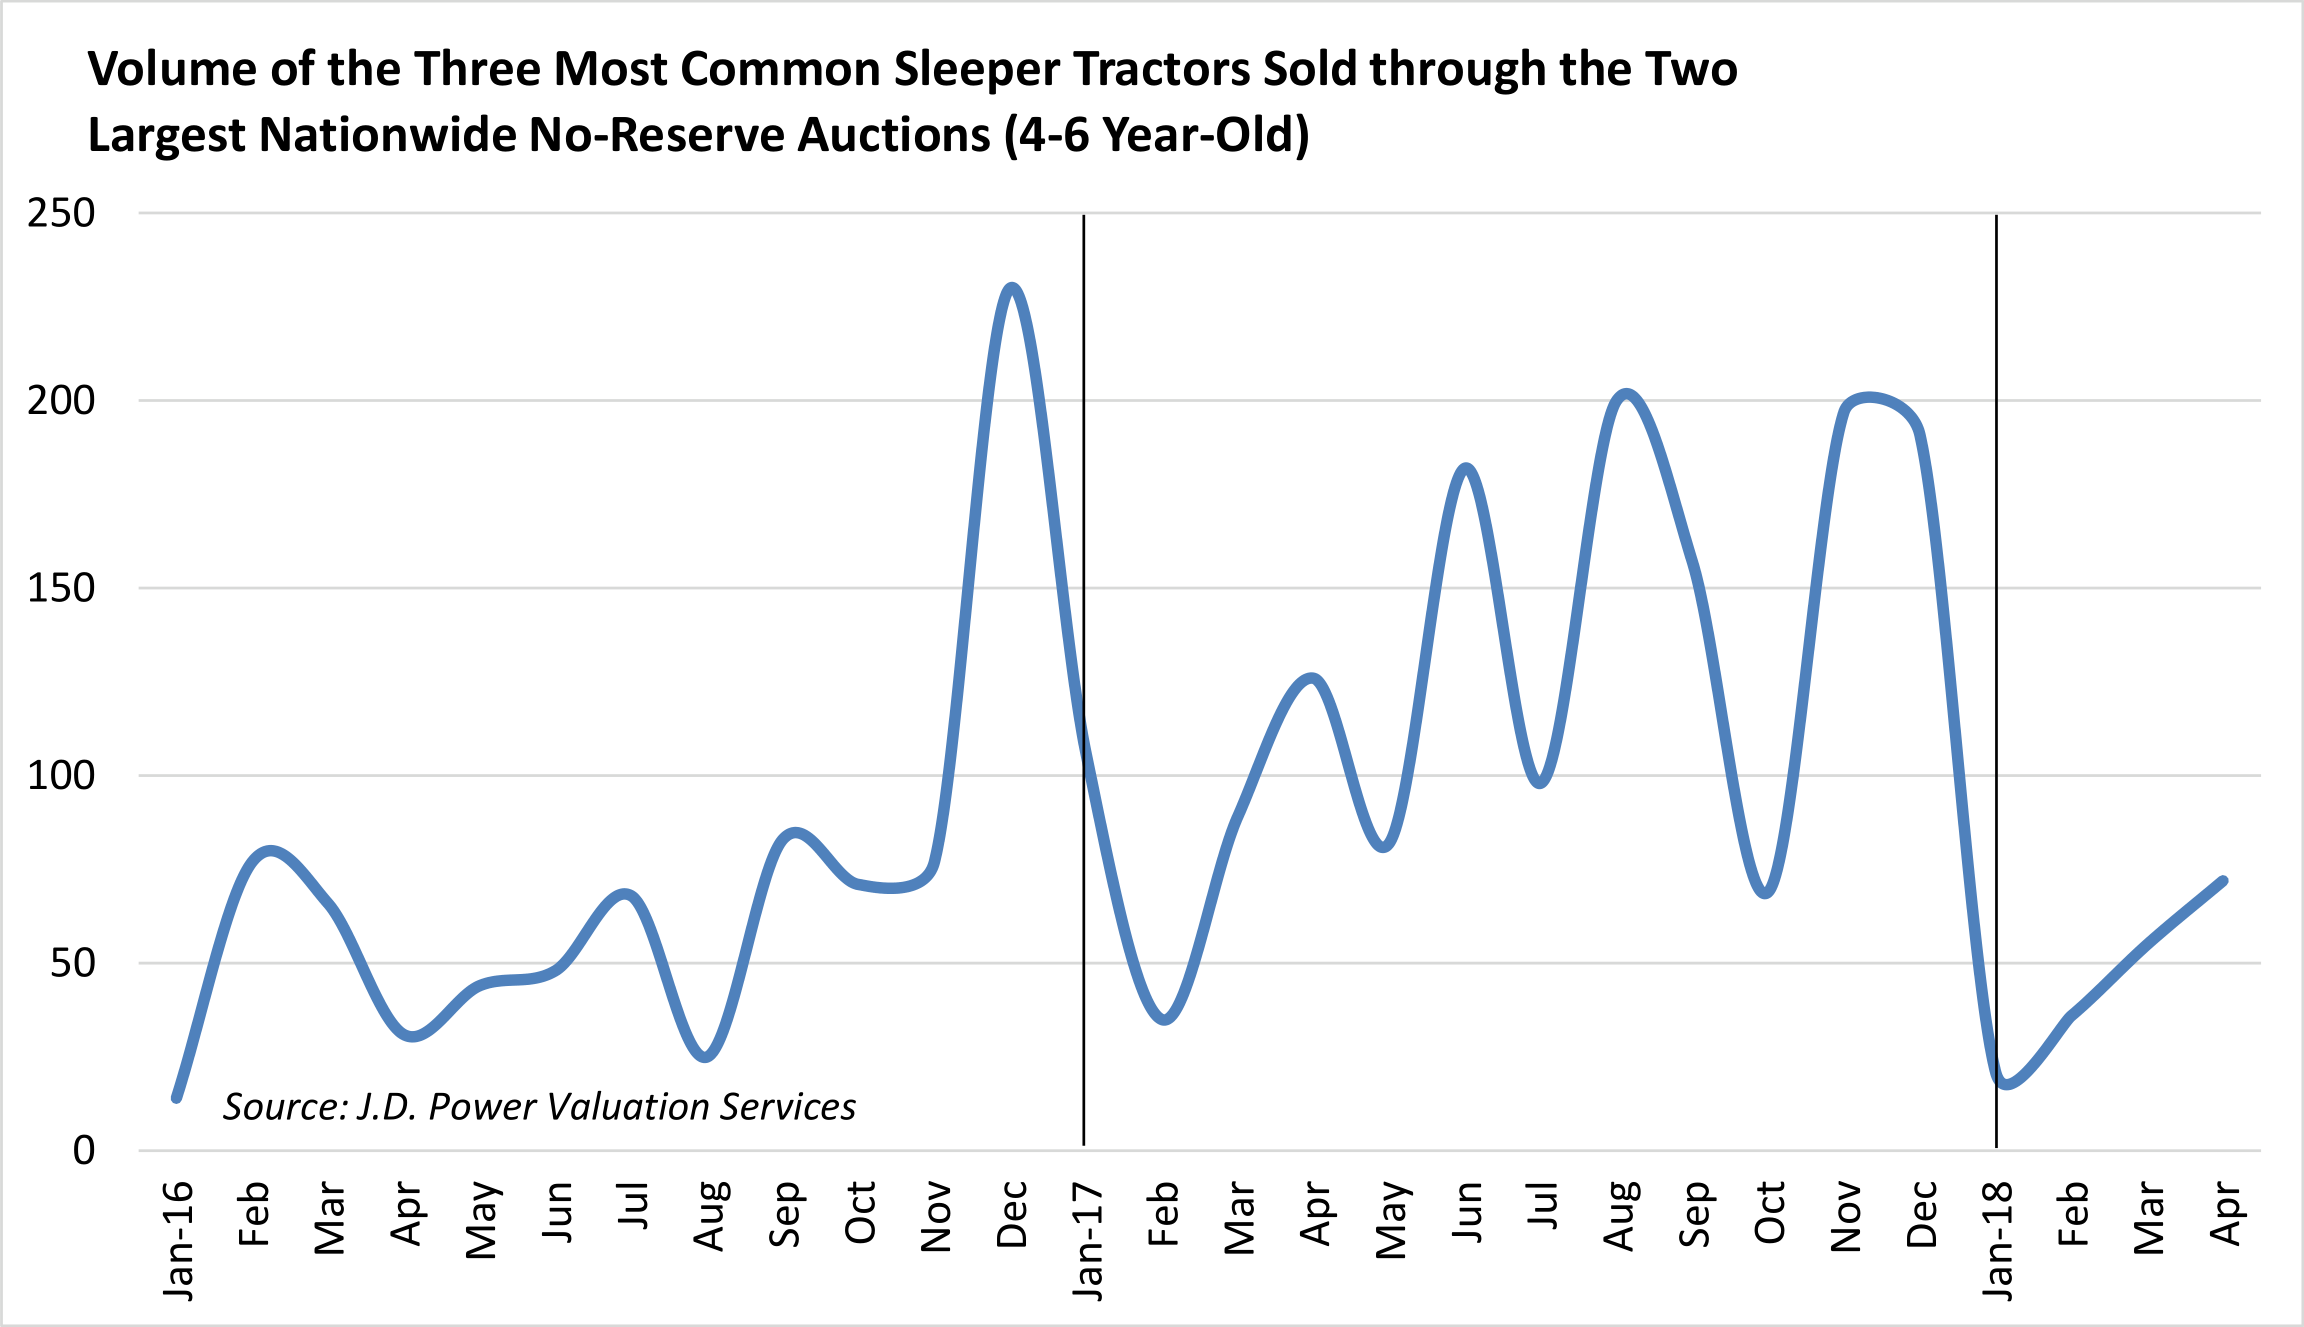 Volume of the Three Most Common Sleeper Tractors Sold through the Two
Largest Nationwide No-Reserve Auctions (4-6 Year-Old)
250
200
150
100
50
0
Source: J.D. Power Valuation Services
Jan-16
Feb
Mar
Apr
May
Jun
Jul
Aug
Sep
Oct
Nov
Dec
Jan-17
Feb
Mar
Apr
May
Jun
Jul
Aug
Sep
Oct
Nov
Dec
Jan-18
Feb
Mar
Apr